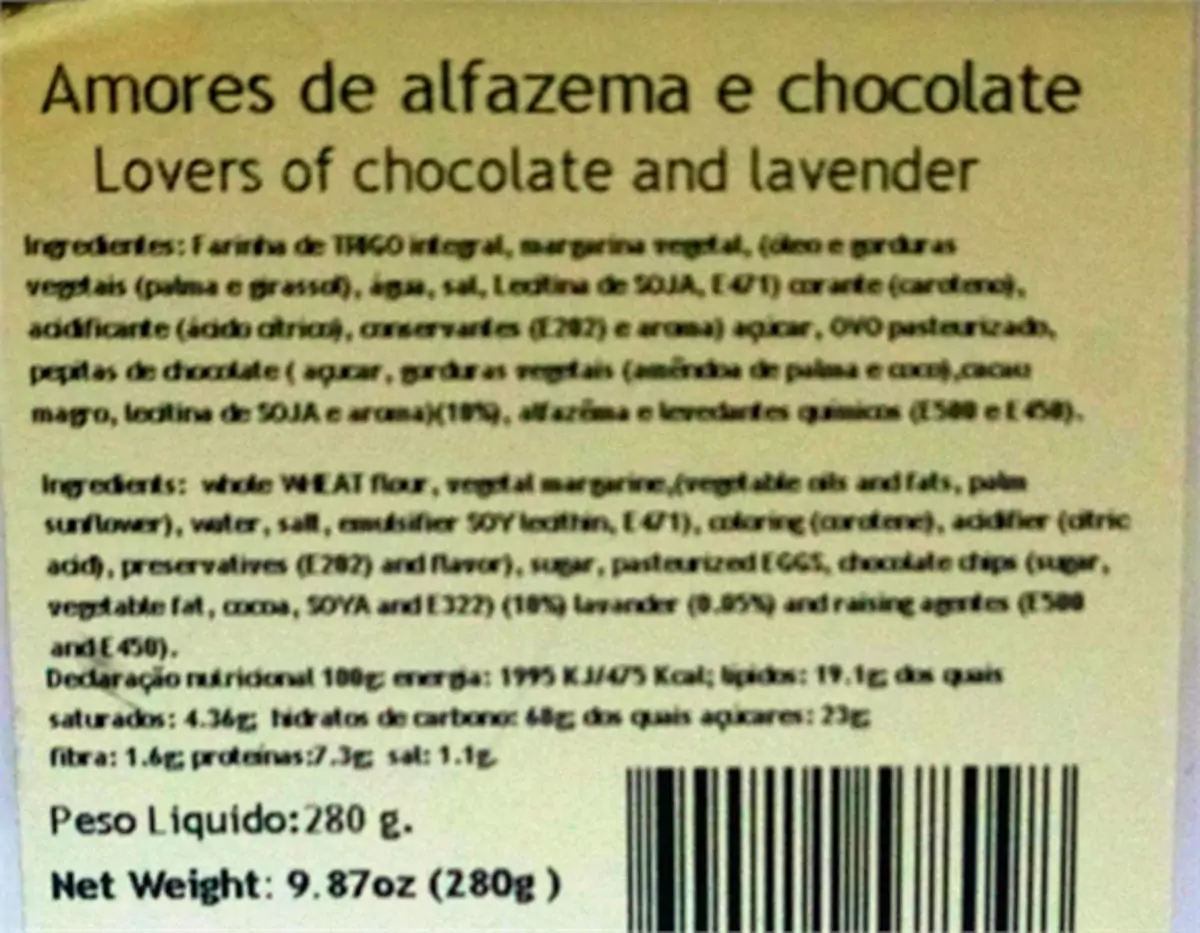 Amores de alfazema e chocolate
Lovers of chocolate and lavender
Ingredientes: Farinha de TRIGO integral, margarina vegetal, (óleo e gorduras
vegetais (palma e girassol), água, sal, Lecitina de SOJA, E471) corante (caroteno),
acidificante (ácido cítrico), conservantes (E202) e aroma) açúcar, OVO pasteurizado,
pepitas de chocolate ( açucar, gorduras vegetais (amêndoa de palma e coco),cacau
magro, lecitina de SOJA e aroma)(10%), alfazêma e levedantes quimicos (E500 e E450).
Ingredients: whole WHEAT flour, vegetal margarine,(vegetable oils and fats, palm
sunflower), water, salt, emulsifier SOY lecithin, E471), coloring (carotene), acidifier (citric
acid), preservatives (E202) and flavor), sugar, pasteurized EGGS, chocolate chips (sugar,
vegetable fat, cocoa, SOYA and E322) (10%) lavander (0.05%) and raising agentes (E500
and E450).
Declaração nutricional 100g: energia: 1995 KJ/475 Kcal; lipidos: 19.1g; dos quais
saturados: 4.36g; hidratos de carbono: 68g; dos quais açúcares: 23g;
fibra: 1.6g; proteínas:7.3g; sal: 1.1g.
Peso Liquido:280 g.
Net Weight: 9.87oz (280g )